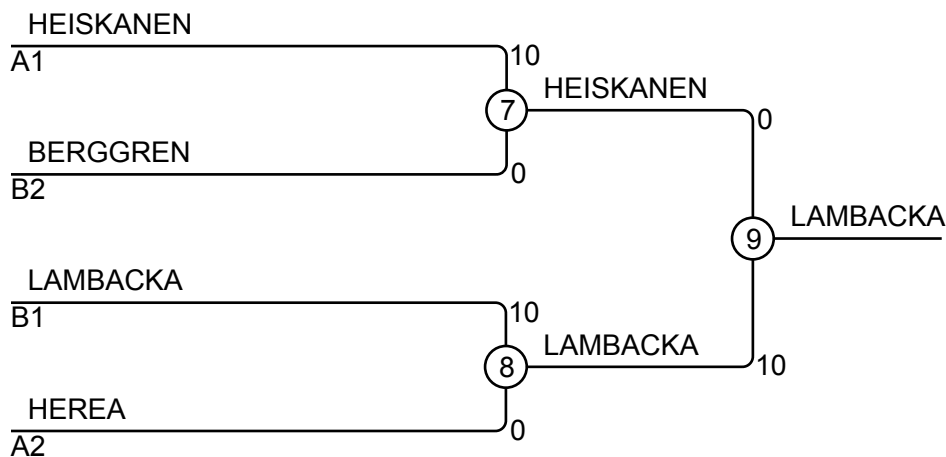 HEISKANEN
A1
10
7
HEISKANEN
0
BERGGREN
B2
0
9
LAMBACKA
LAMBACKA
B1
10
8
LAMBACKA
10
HEREA
A2
0